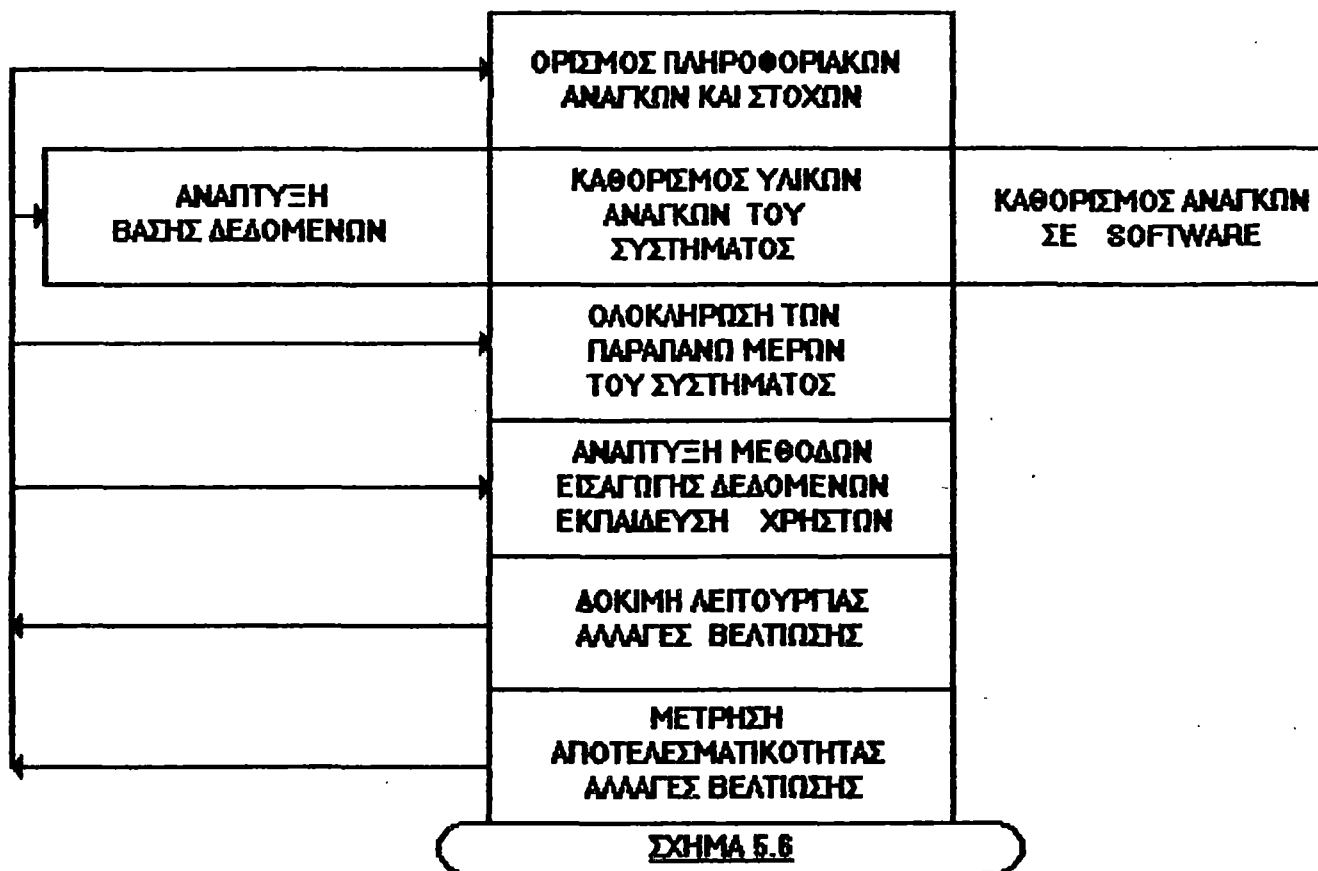 ΟΡΙΣΜΟΣ ΠΛΗΡΟΦΟΡΙΑΚΩΝ
ΑΝΑΓΚΩΝ ΚΑΙ ΣΤΟΧΩΝ
ΑΝΑΠΤΥΞΗ
ΒΑΣΗΣ ΔΕΔΟΜΕΝΩΝ
ΚΑΘΟΡΙΣΜΟΣ ΥΛΙΚΩΝ
ΑΝΑΓΚΩΝ ΤΟΥ
ΣΥΣΤΗΜΑΤΟΣ
ΚΑΘΟΡΙΣΜΟΣ ΑΝΑΓΚΩΝ
ΣΕ SOFTWARE
ΟΛΟΚΛΗΡΩΣΗ ΤΩΝ
ΠΑΡΑΠΑΝΩ ΜΕΡΩΝ
ΤΟΥ ΣΥΣΤΗΜΑΤΟΣ
ΑΝΑΠΤΥΞΗ ΜΕΘΟΔΩΝ
ΕΙΣΑΓΩΓΗΣ ΔΕΔΟΜΕΝΩΝ
ΕΚΠΑΙΔΕΥΣΗ ΧΡΗΣΤΩΝ
ΔΟΚΙΜΗ ΛΕΙΤΟΥΡΓΙΑΣ
ΑΛΛΑΓΕΣ ΒΕΛΤΙΩΣΗΣ
ΜΕΤΡΗΣΗ
ΑΠΟΤΕΛΕΣΜΑΤΙΚΟΤΗΤΑΣ
ΑΛΛΑΓΕΣ ΒΕΛΤΙΩΣΗΣ
ΣΧΗΜΑ 5.6